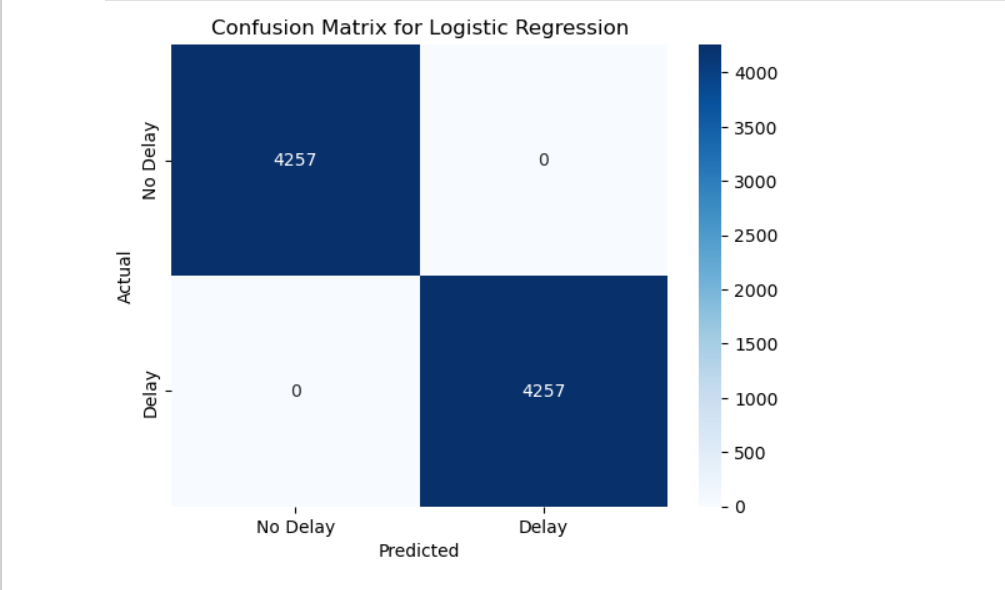 Confusion Matrix for Logistic Regression
No Delay
Delay
Actual
4257
0
0
4257
No Delay
Delay
Predicted
4000
3500
3000
2500
2000
1500
1000
500
0